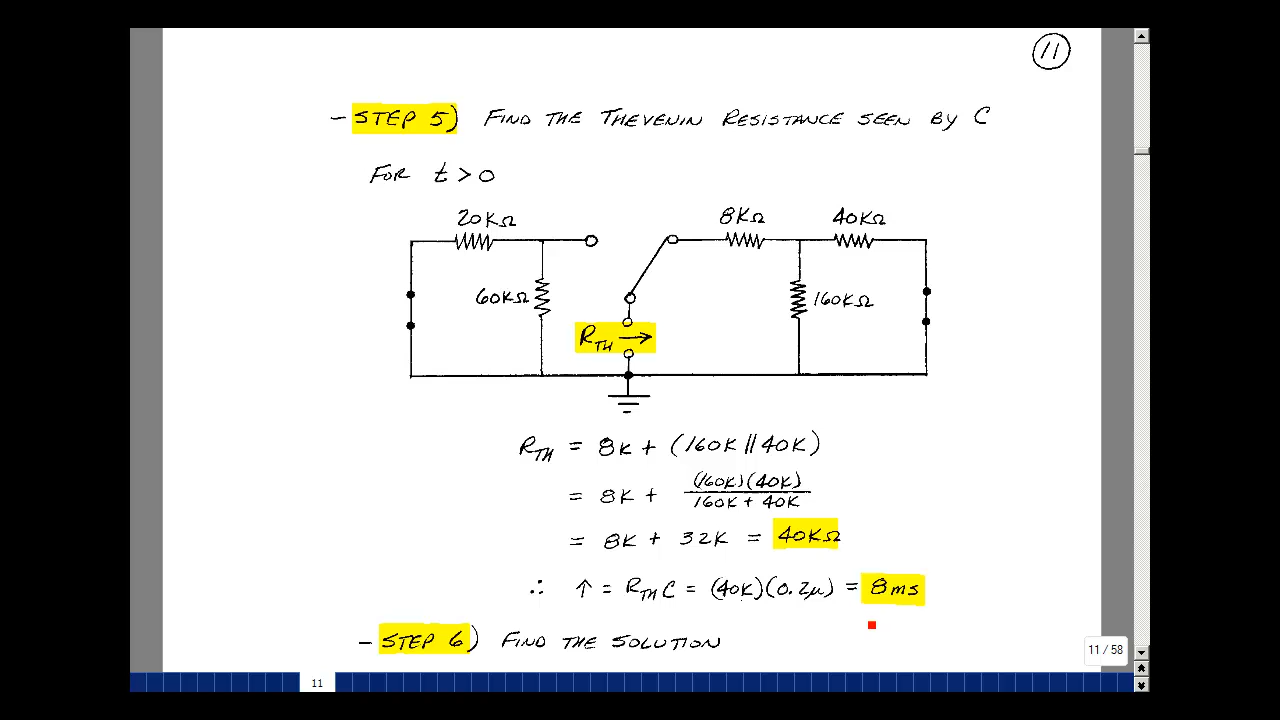 11
- STEP 5) FIND THE THEVENIN RESISTANCE SEEN BY C
FOR t > 0
20KΩ
8KΩ
40KΩ
60KΩ
160KΩ
RTH →
RTH = 8K + (160K || 40K)
= 8K + (160K)(40K)
160K + 40K
= 8K + 32K = 40KΩ
∴ ↑ = RTH C = (40K)(0.2μ) = 8ms
- STEP 6) FIND THE SOLUTION
11 / 58
11